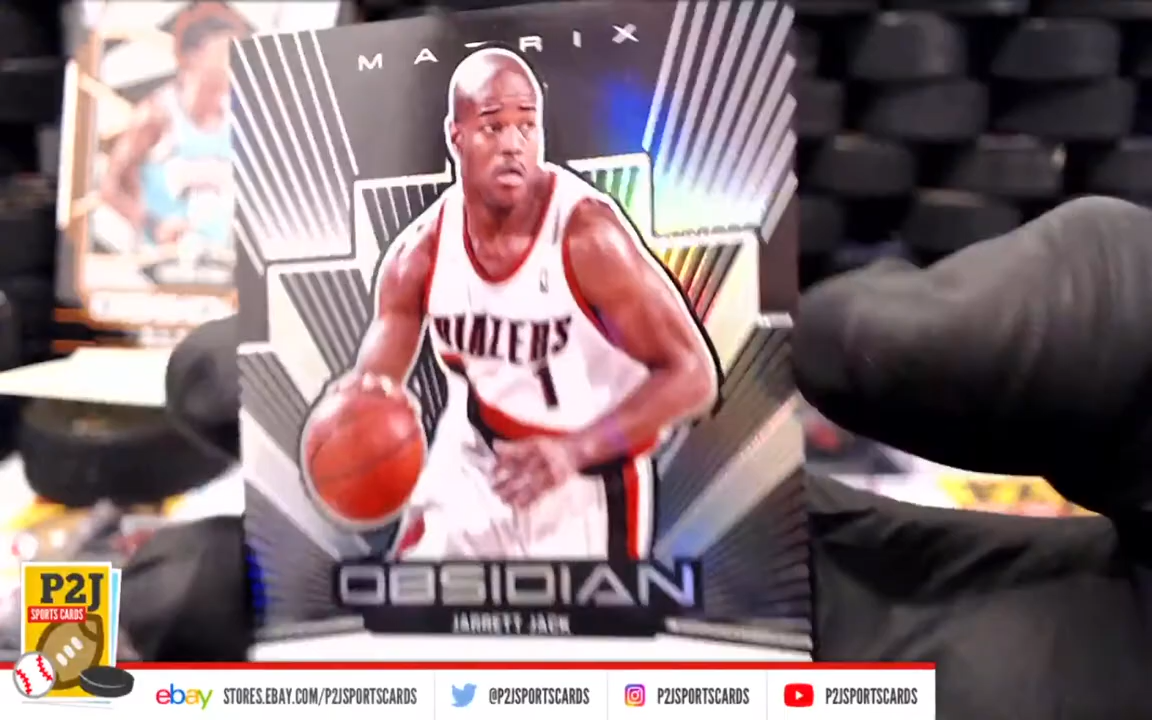 MATRIX
BLAZERS
1
OBSIDIAN
JARRETT JACK
P2J
SPORTS CARDS
ebay STORES.EBAY.COM/P2JSPORTSCARDS
@P2JSPORTSCARDS
P2JSPORTSCARDS
P2JSPORTSCARDS